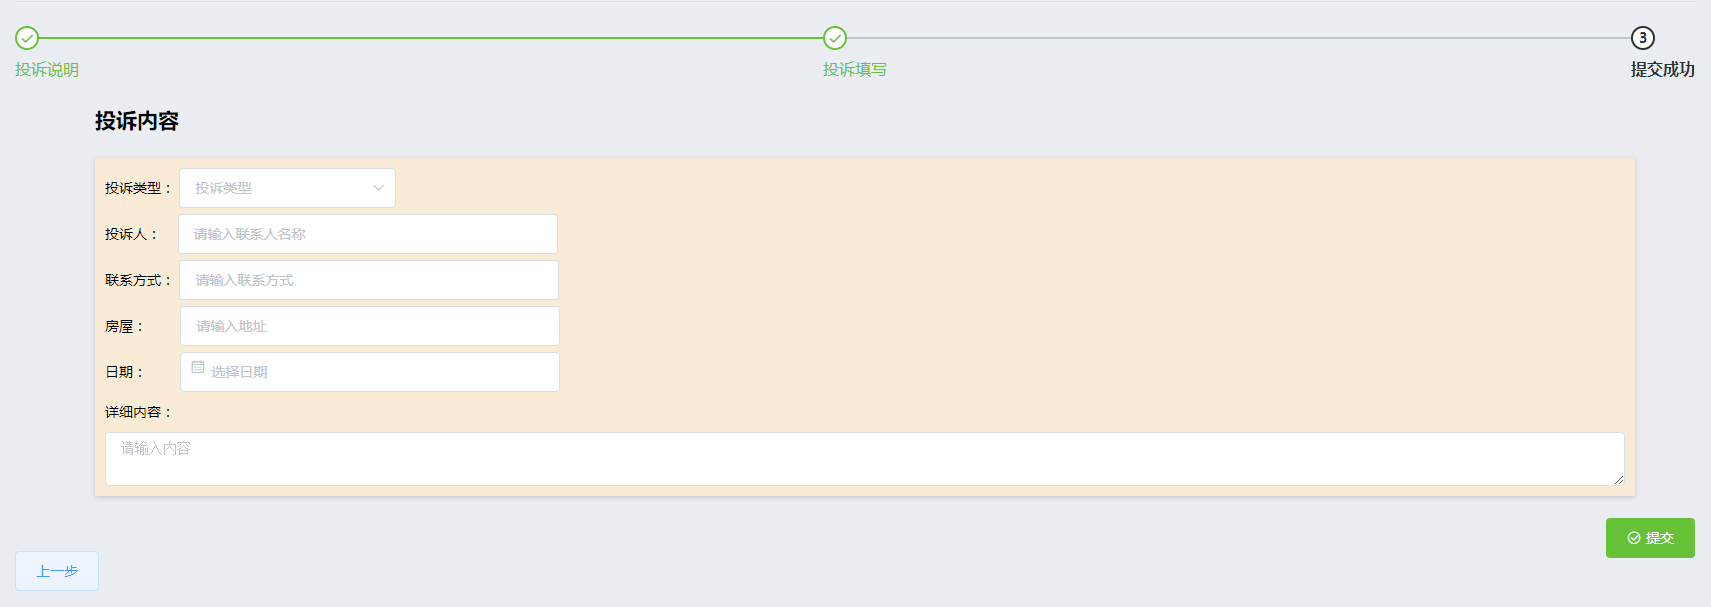 3
投诉说明 投诉填写 提交成功
投诉内容
投诉类型： 投诉类型
投诉人： 请输入联系人名称
联系方式： 请输入联系方式
房屋： 请输入地址
日期： 选择日期
详细内容：
请输入内容
提交
上一步